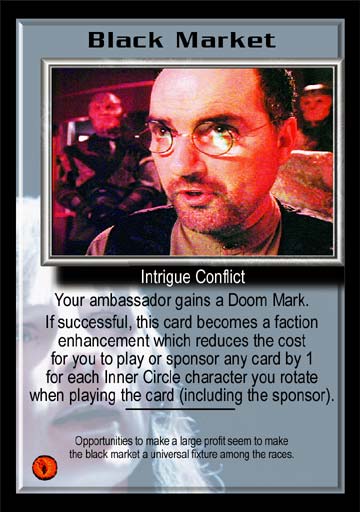 Black Market
Intrigue Conflict
Your ambassador gains a Doom Mark.
If successful, this card becomes a faction
enhancement which reduces the cost
for you to play or sponsor any card by 1
for each Inner Circle character you rotate
when playing the card (including the sponsor).
Opportunities to make a large profit seem to make
the black market a universal fixture among the races.